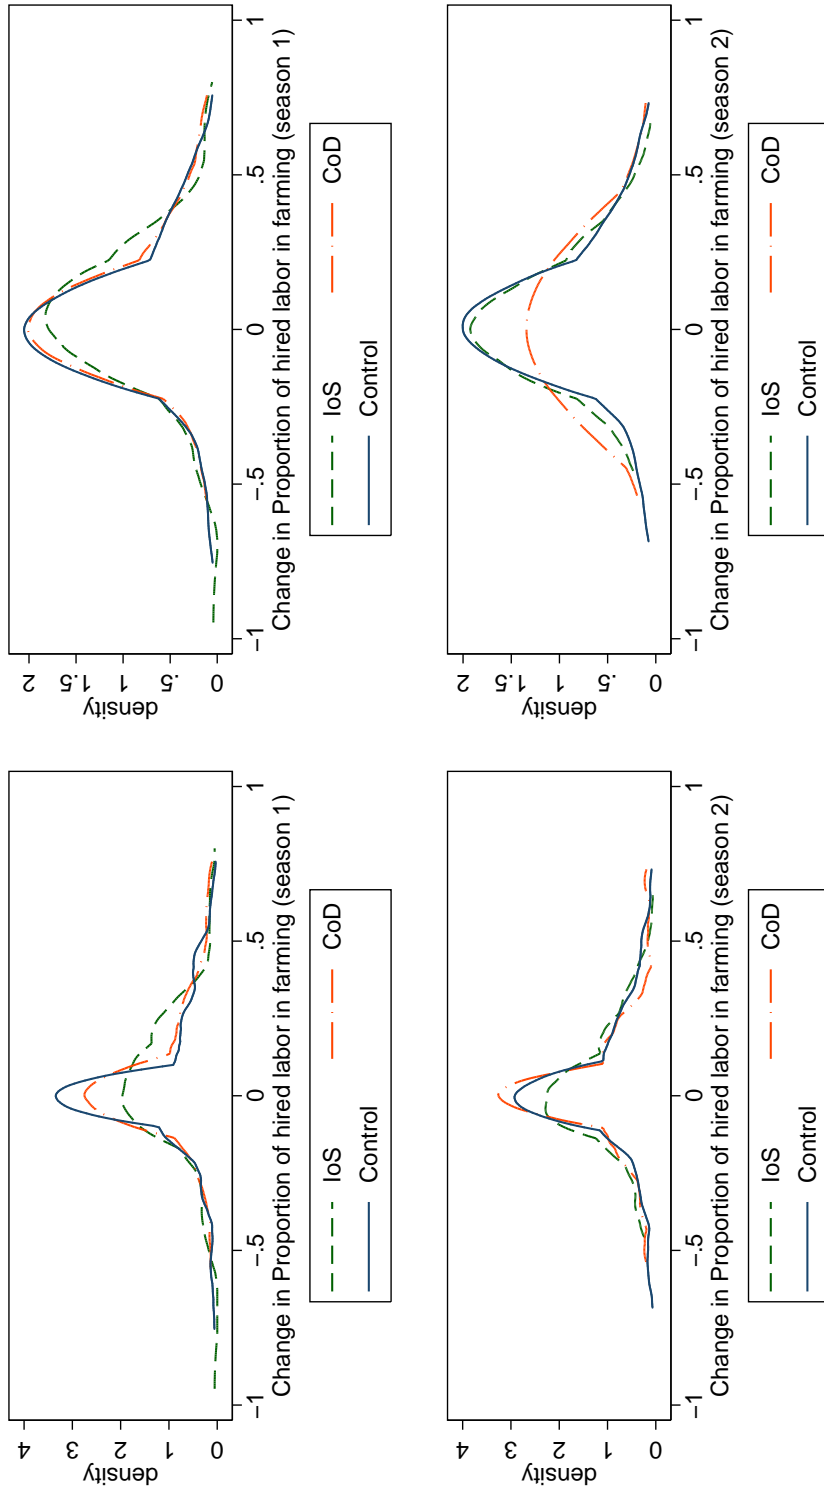 density
4
3
2
1
0
-1 -.5 0 .5 1
Change in Proportion of hired labor in farming (season 1)
IoS CoD
Control
density
2
1.5
1
.5
0
-1 -.5 0 .5 1
Change in Proportion of hired labor in farming (season 1)
IoS CoD
Control
density
4
3
2
1
0
-1 -.5 0 .5 1
Change in Proportion of hired labor in farming (season 2)
IoS CoD
Control
density
2
1.5
1
.5
0
-1 -.5 0 .5 1
Change in Proportion of hired labor in farming (season 2)
IoS CoD
Control